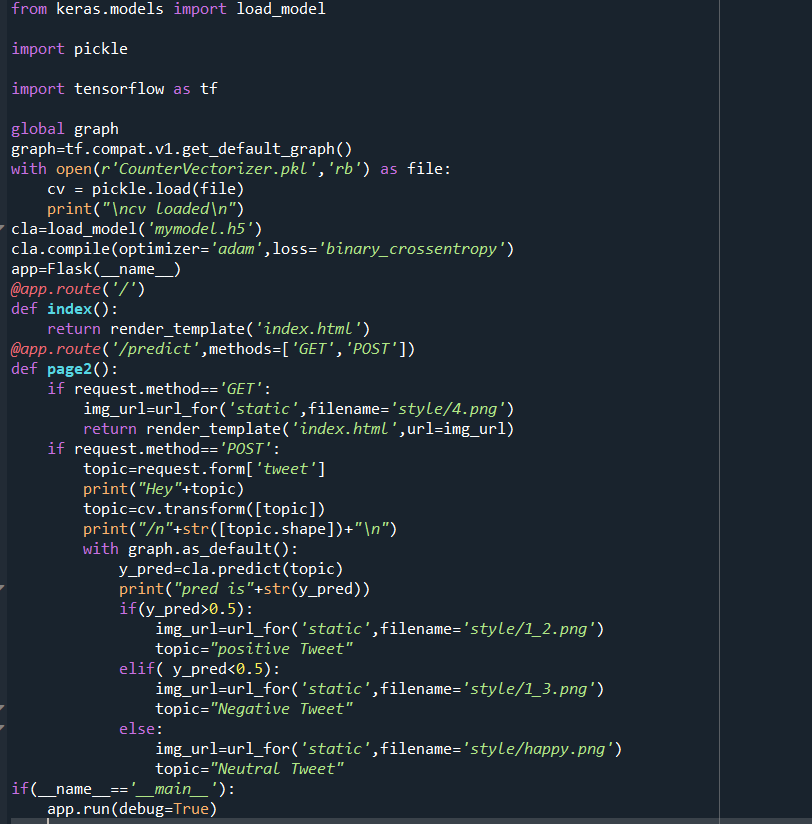 from keras.models import load_model
import pickle
import tensorflow as tf
global graph
graph=tf.compat.v1.get_default_graph()
with open(r'CounterVectorizer.pkl','rb') as file:
    cv = pickle.load(file)
    print("\ncv loaded\n")
cla=load_model('mymodel.h5')
cla.compile(optimizer='adam',loss='binary_crossentropy')
app=Flask(__name__)
@app.route('/')
def index():
    return render_template('index.html')
@app.route('/predict',methods=['GET','POST'])
def page2():
    if request.method=='GET':
        img_url=url_for('static',filename='style/4.png')
        return render_template('index.html',url=img_url)
    if request.method=='POST':
        topic=request.form['tweet']
        print("Hey"+topic)
        topic=cv.transform([topic])
        print("/n"+str([topic.shape])+"\n")
        with graph.as_default():
            y_pred=cla.predict(topic)
            print("pred is"+str(y_pred))
            if(y_pred>0.5):
                img_url=url_for('static',filename='style/1_2.png')
                topic="positive Tweet"
            elif( y_pred<0.5):
                img_url=url_for('static',filename='style/1_3.png')
                topic="Negative Tweet"
            else:
                img_url=url_for('static',filename='style/happy.png')
                topic="Neutral Tweet"
if(__name__=='__main__'):
    app.run(debug=True)